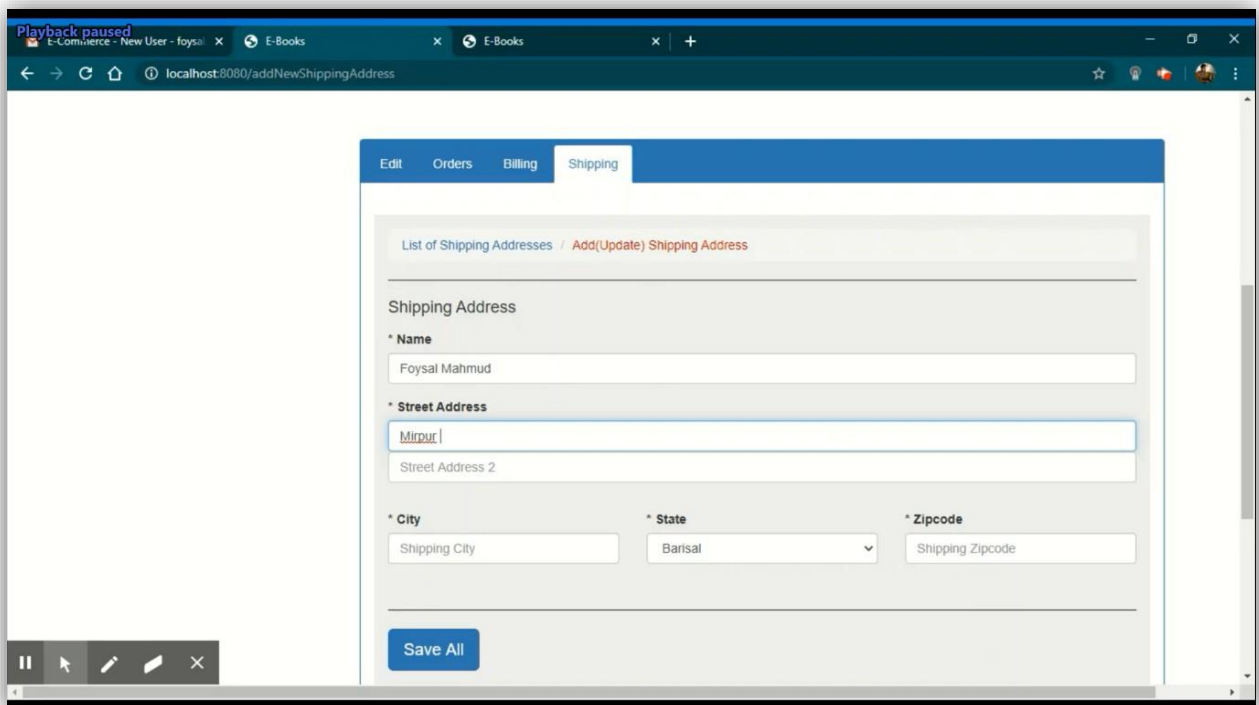 Playback paused
E-Commerce - New User - foysal E-Books E-Books
localhost:8080/addNewShippingAddress
Edit Orders Billing Shipping
List of Shipping Addresses / Add(Update) Shipping Address
Shipping Address
* Name
Foysal Mahmud
* Street Address
Mirpur
Street Address 2
* City * State * Zipcode
Shipping City Barisal Shipping Zipcode
Save All